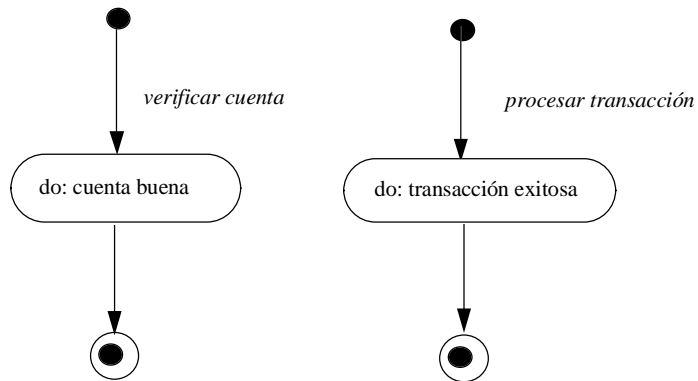 verificar cuenta
procesar transacción
do: cuenta buena
do: transacción exitosa